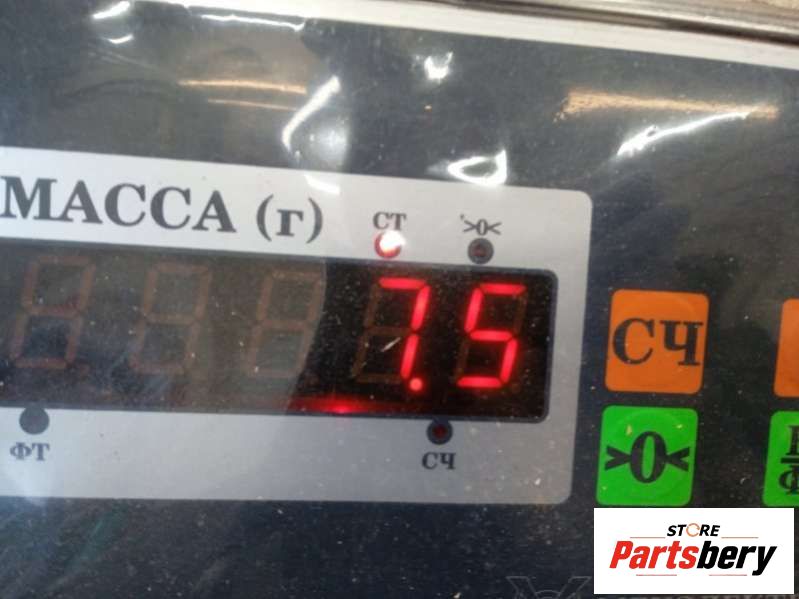 МАССА (г)
СТ >0<
7.5
СЧ
ФТ СЧ
>0<
STORE
Partsbery